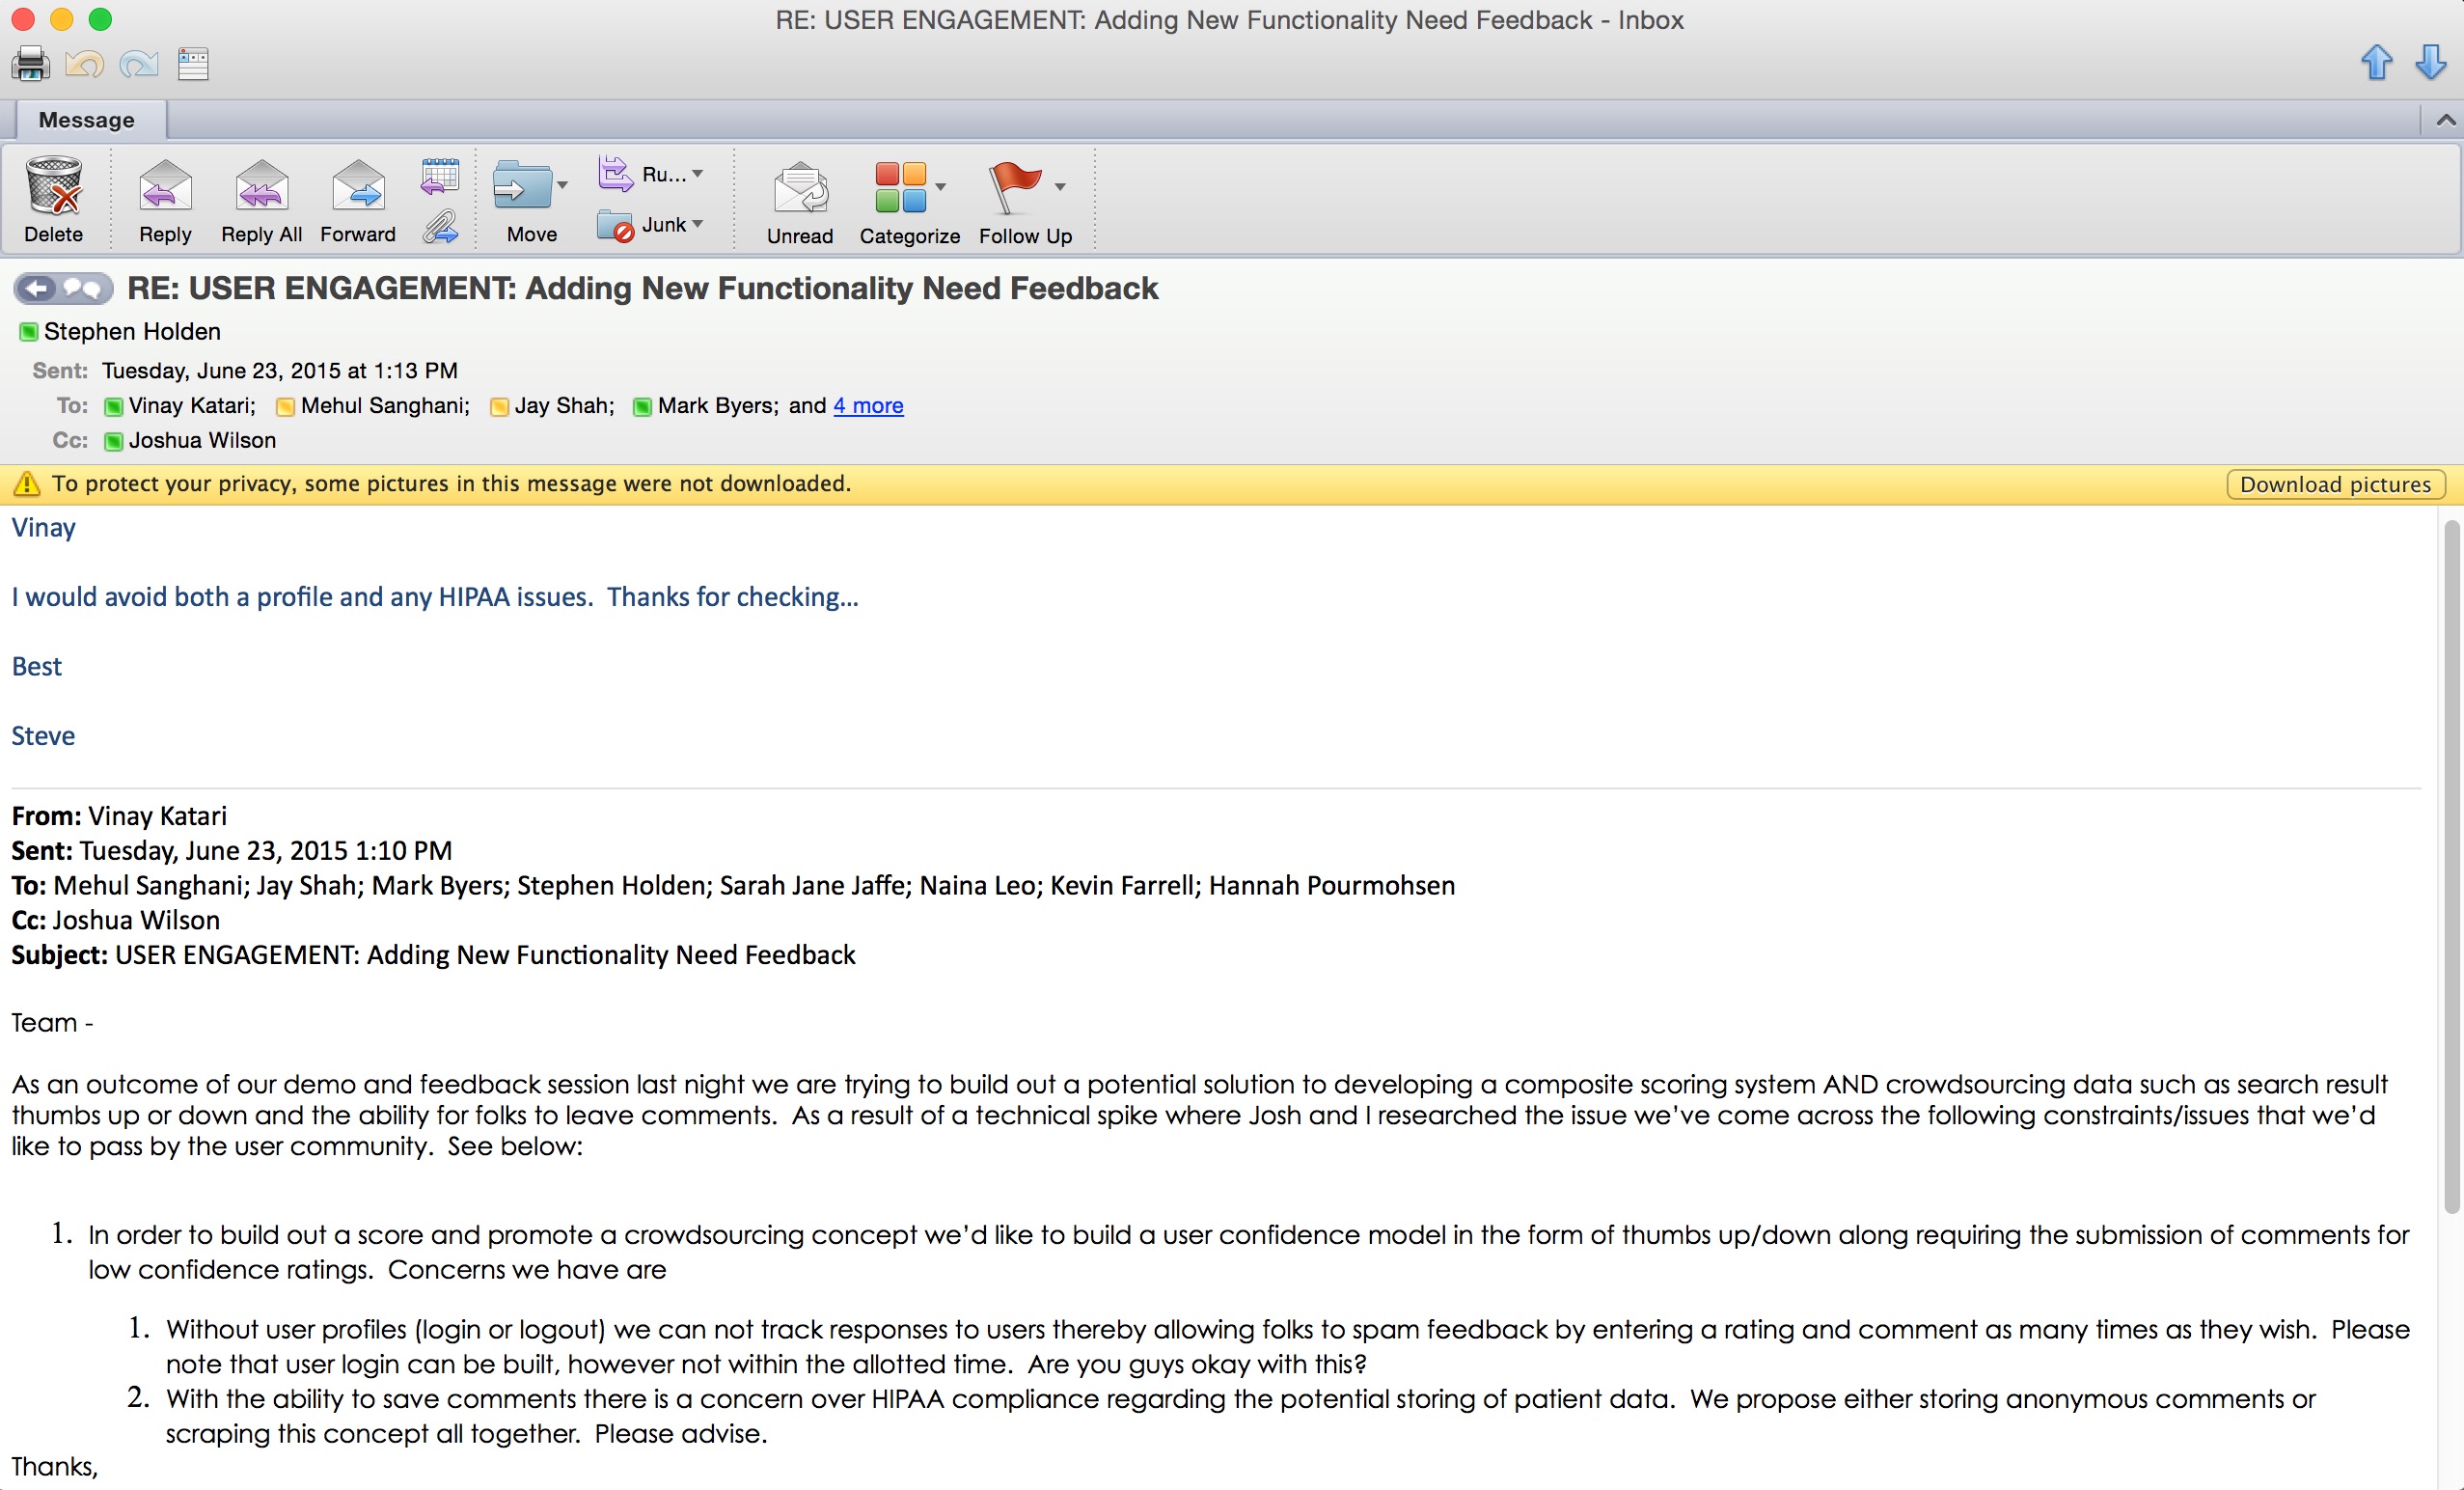 RE: USER ENGAGEMENT: Adding New Functionality Need Feedback - Inbox
Message
Delete
Reply
Reply All
Forward
Move
Ru...
Junk
Unread
Categorize
Follow Up
RE: USER ENGAGEMENT: Adding New Functionality Need Feedback
Stephen Holden
Sent: Tuesday, June 23, 2015 at 1:13 PM
To: Vinay Katari; Mehul Sanghani; Jay Shah; Mark Byers; and 4 more
Cc: Joshua Wilson
To protect your privacy, some pictures in this message were not downloaded. Download pictures
Vinay
I would avoid both a profile and any HIPAA issues.  Thanks for checking...
Best
Steve
From: Vinay Katari
Sent: Tuesday, June 23, 2015 1:10 PM
To: Mehul Sanghani; Jay Shah; Mark Byers; Stephen Holden; Sarah Jane Jaffe; Naina Leo; Kevin Farrell; Hannah Pourmohsen
Cc: Joshua Wilson
Subject: USER ENGAGEMENT: Adding New Functionality Need Feedback
Team -
As an outcome of our demo and feedback session last night we are trying to build out a potential solution to developing a composite scoring system AND crowdsourcing data such as search result
thumbs up or down and the ability for folks to leave comments.  As a result of a technical spike where Josh and I researched the issue we've come across the following constraints/issues that we'd
like to pass by the user community.  See below:
1. In order to build out a score and promote a crowdsourcing concept we'd like to build a user confidence model in the form of thumbs up/down along requiring the submission of comments for
low confidence ratings.  Concerns we have are
1. Without user profiles (login or logout) we can not track responses to users thereby allowing folks to spam feedback by entering a rating and comment as many times as they wish.  Please
note that user login can be built, however not within the allotted time.  Are you guys okay with this?
2. With the ability to save comments there is a concern over HIPAA compliance regarding the potential storing of patient data.  We propose either storing anonymous comments or
scraping this concept all together.  Please advise.
Thanks,